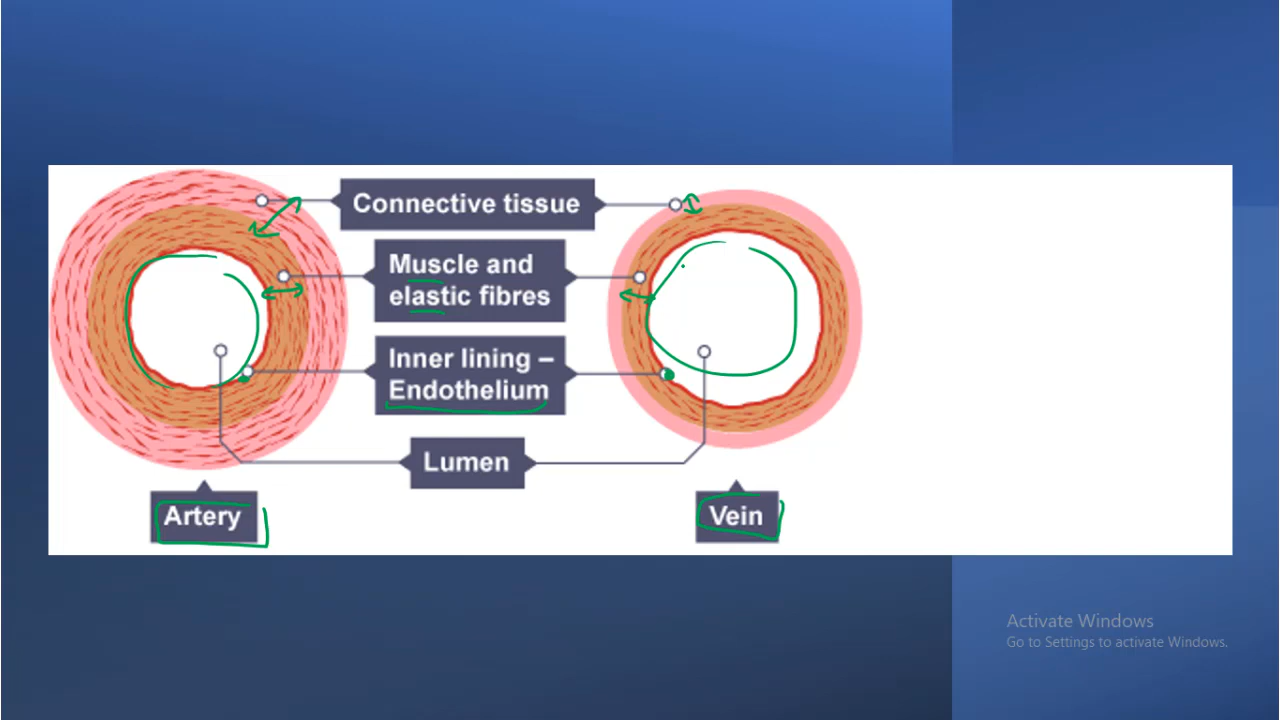 Connective tissue
Muscle and
elastic fibres
Inner lining –
Endothelium
Lumen
Artery
Vein
Activate Windows
Go to Settings to activate Windows.